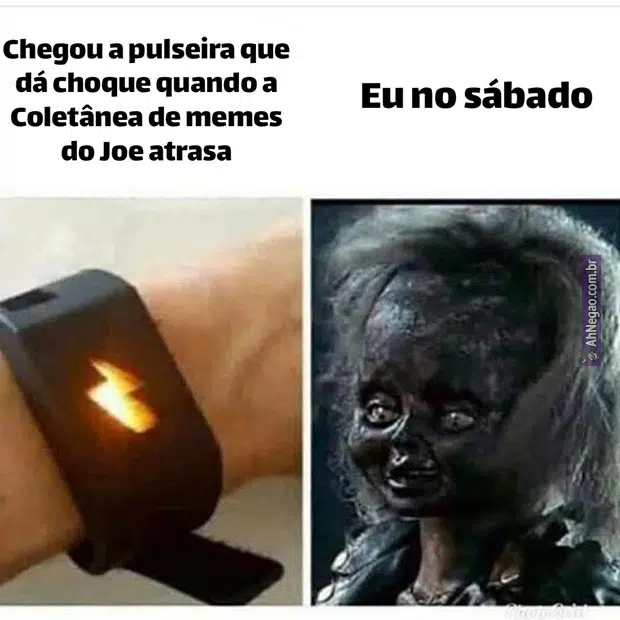 Chegou a pulseira que
dá choque quando a
Coletânea de memes
do Joe atrasa
Eu no sábado
AhNegao.com.br